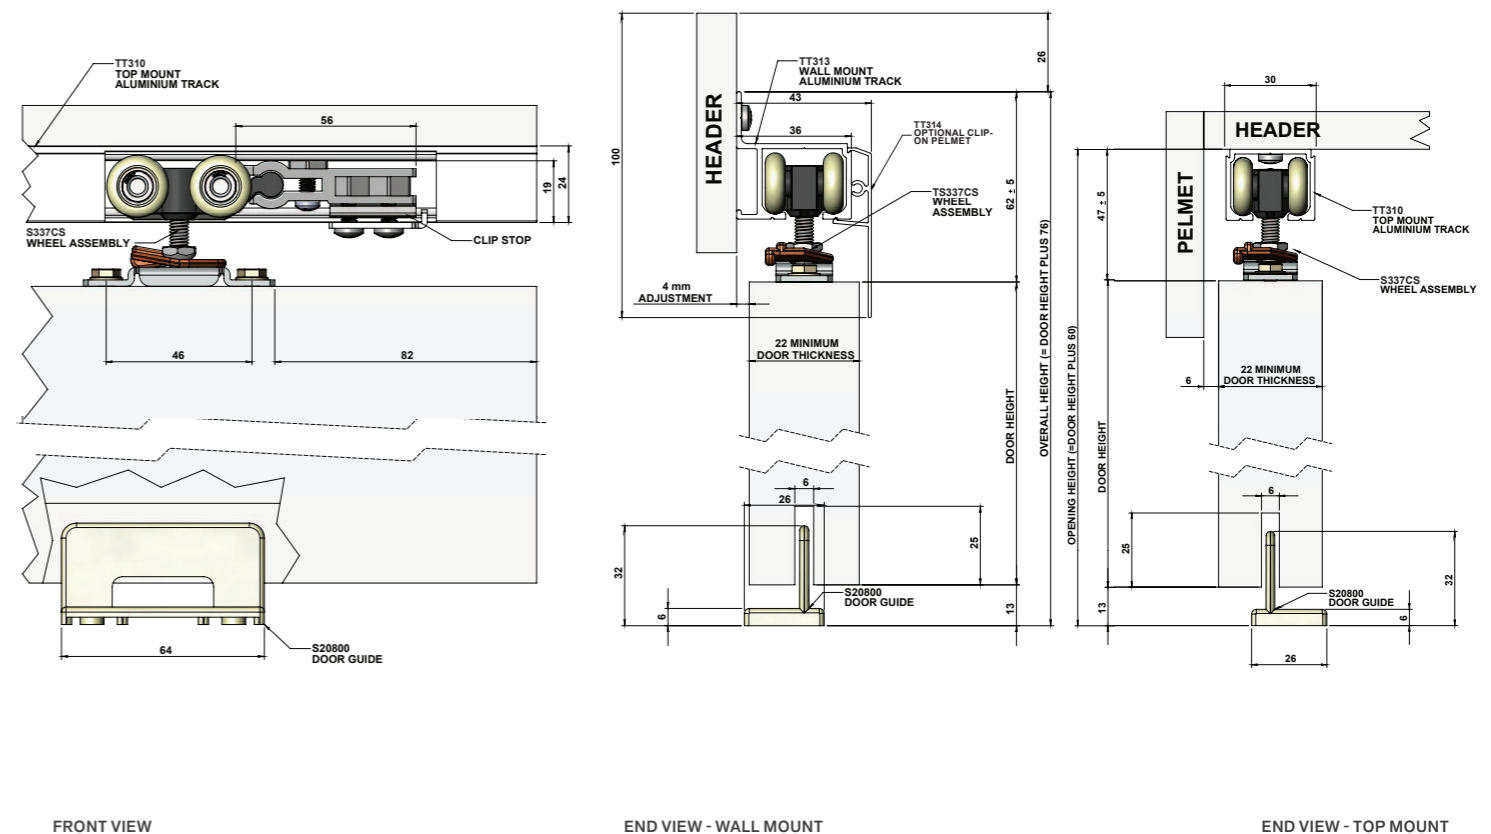 TT310
TOP MOUNT
ALUMINIUM TRACK
56
19
24
S337CS
WHEEL ASSEMBLY
CLIP STOP
46
82
64
S20800
DOOR GUIDE
FRONT VIEW
100
HEADER
TT313
WALL MOUNT
ALUMINIUM TRACK
26
43
36
TT314
OPTIONAL CLIP-
ON PELMET
TS337CS
WHEEL
ASSEMBLY
62 ± 5
4 mm
ADJUSTMENT
22 MINIMUM
DOOR THICKNESS
DOOR HEIGHT
OVERALL HEIGHT (= DOOR HEIGHT PLUS 76)
6
26
25
32
6
13
S20800
DOOR GUIDE
END VIEW - WALL MOUNT
30
HEADER
PELMET
47 ± 5
TT310
TOP MOUNT
ALUMINIUM TRACK
S337CS
WHEEL ASSEMBLY
22 MINIMUM
DOOR THICKNESS
6
OPENING HEIGHT (=DOOR HEIGHT PLUS 60)
DOOR HEIGHT
6
25
32
13
S20800
DOOR GUIDE
6
26
END VIEW - TOP MOUNT